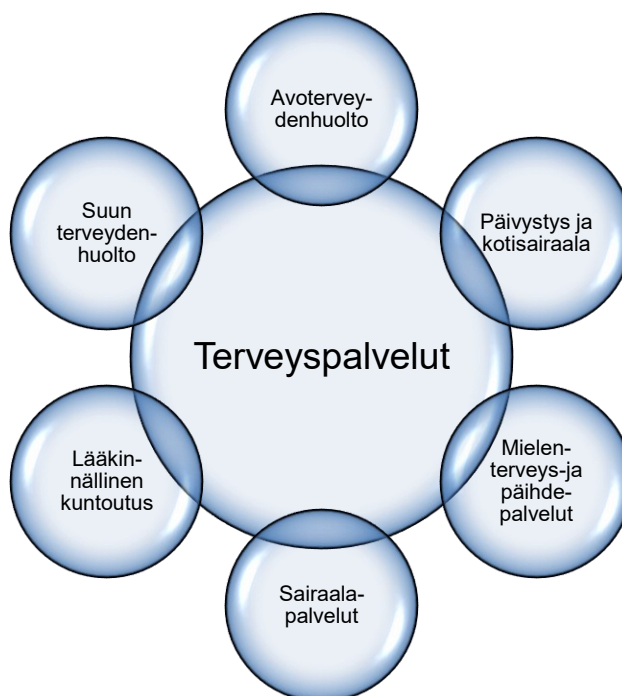 Avotervey-
denhuolto
Päivystys ja
kotisairaala
Mielen-
terveys-ja
päihde-
palvelut
Sairaala-
palvelut
Lääkin-
nällinen
kuntoutus
Suun
terveyden-
huolto
Terveyspalvelut